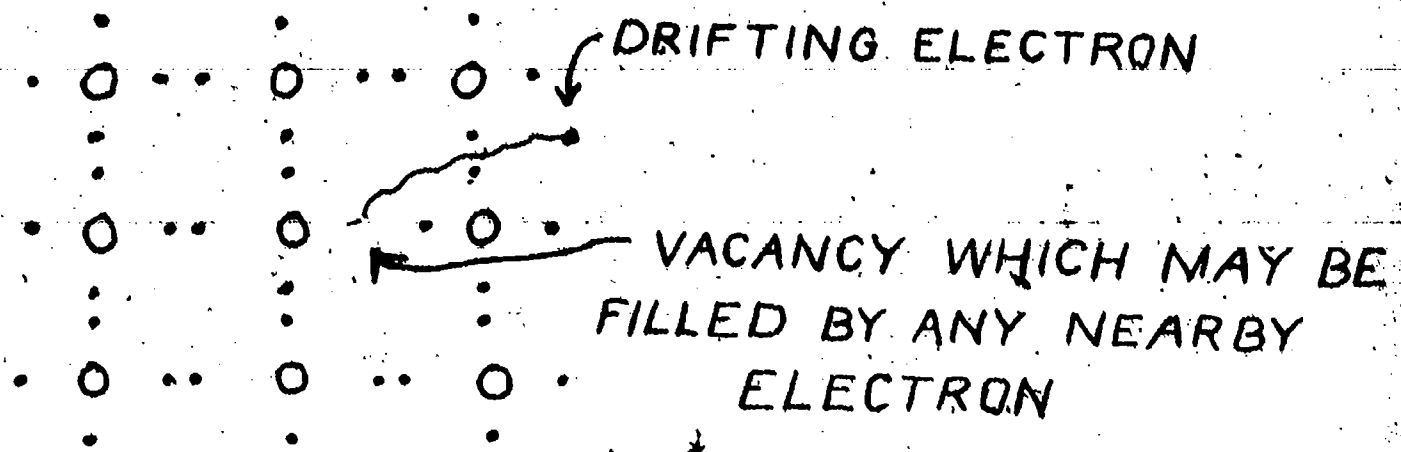 DRIFTING ELECTRON
VACANCY WHICH MAY BE
FILLED BY ANY NEARBY
ELECTRON